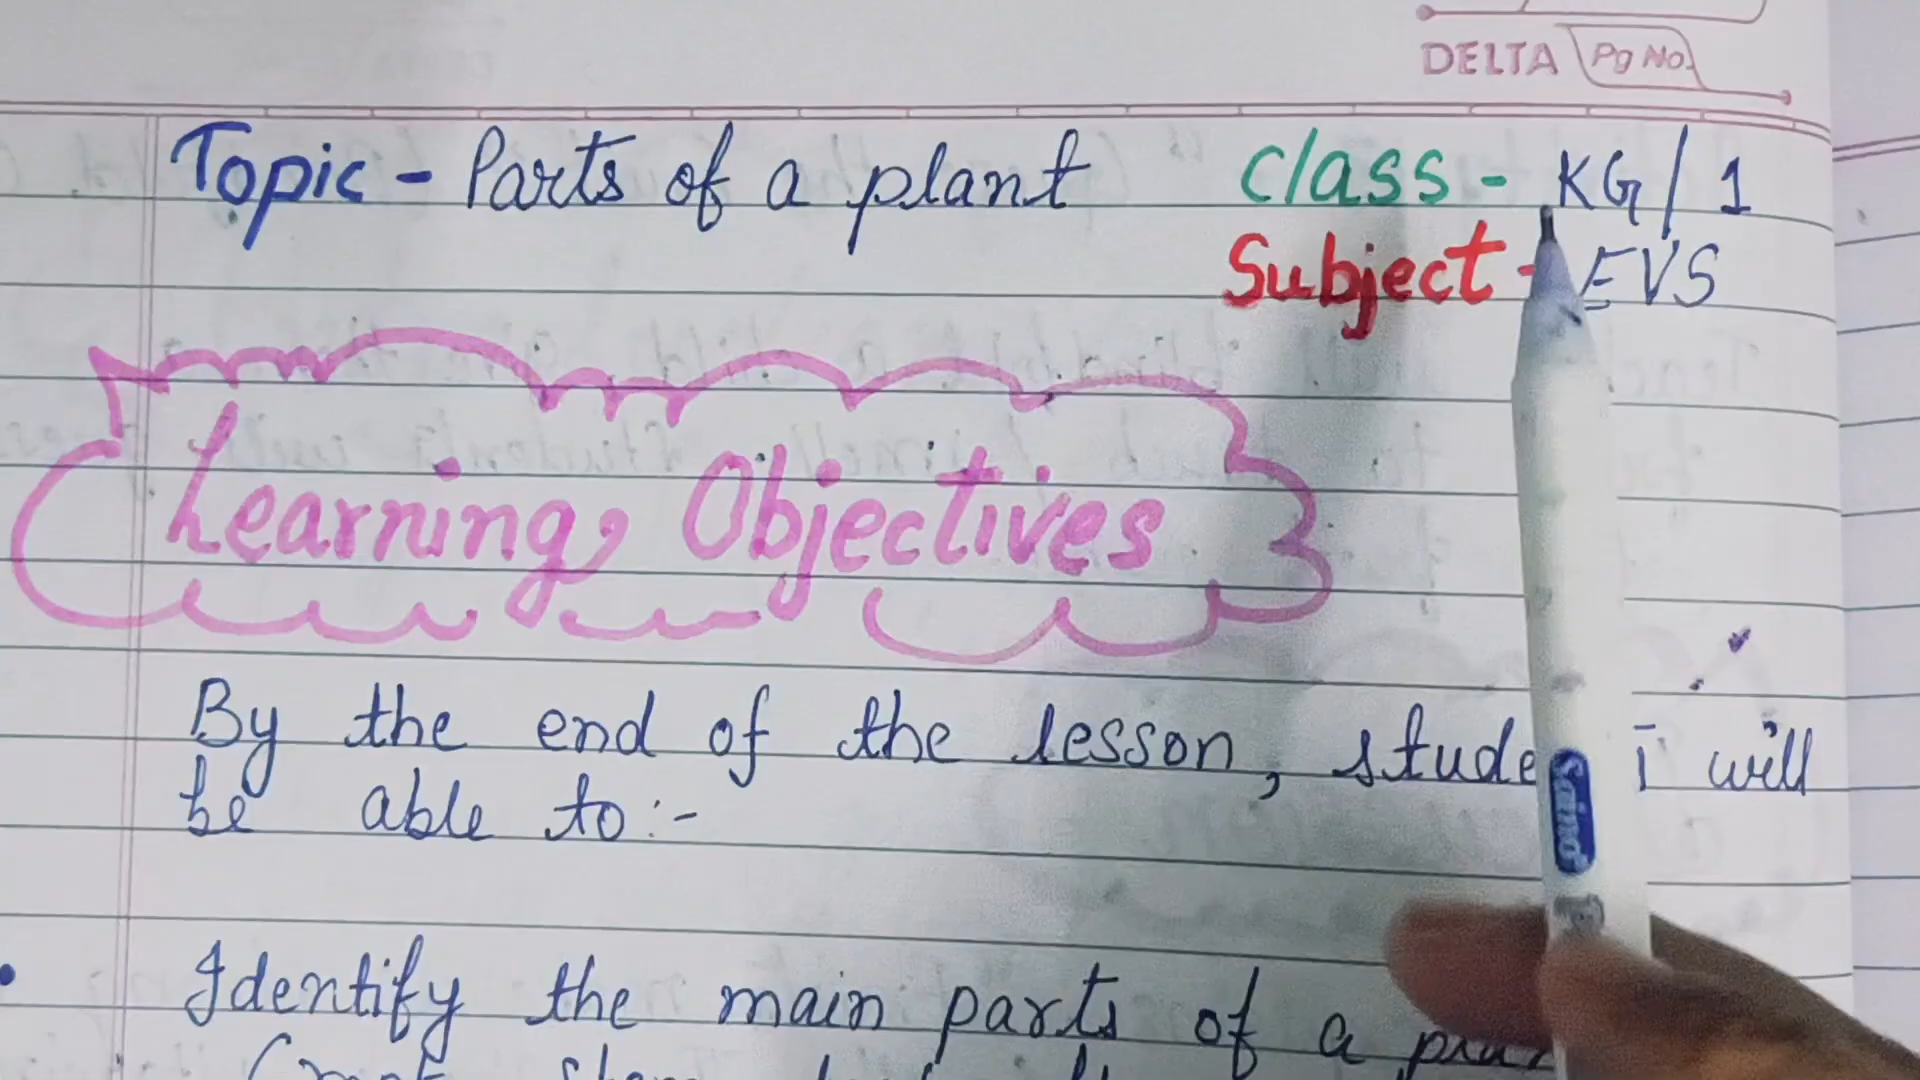 DELTA Pg No.
Topic - Parts of a plant Class - KG / 1
Subject - EVS
Learning Objectives
By the end of the lesson, stude will
be able to :-
• Identify the main parts of a
Saino